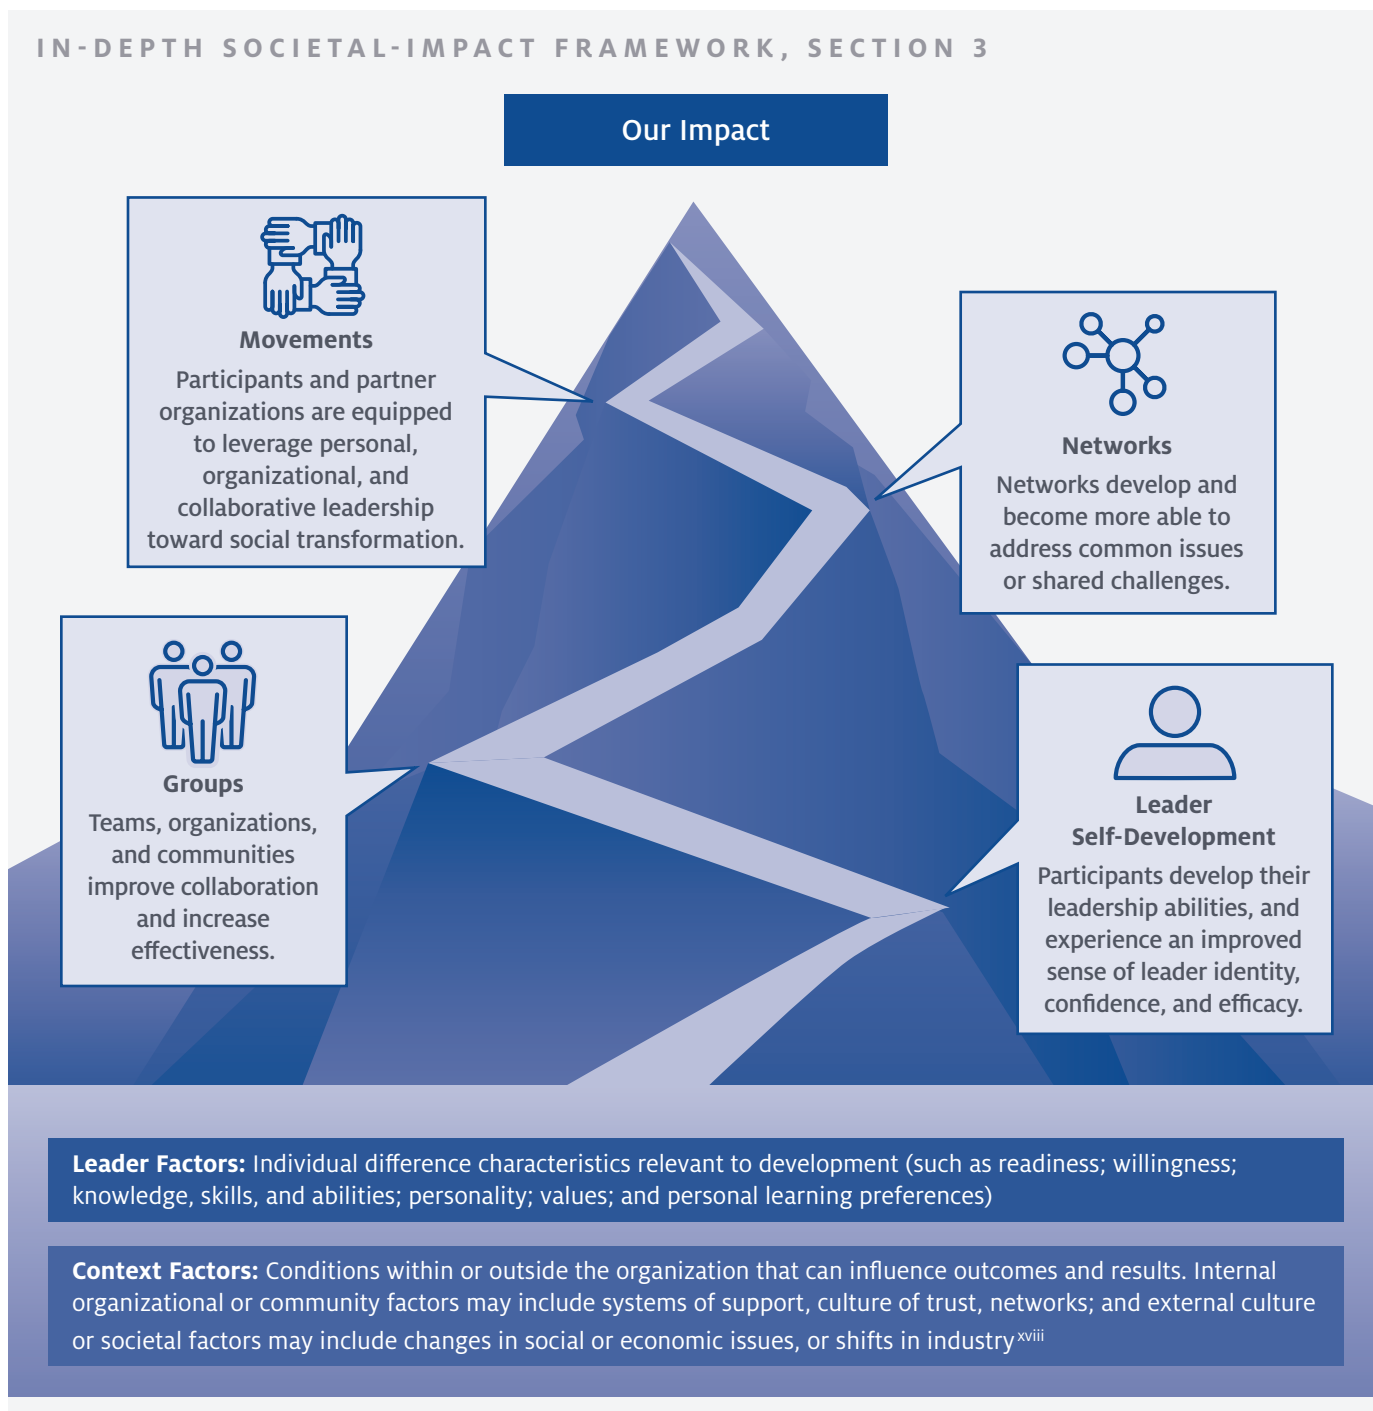 IN-DEPTH SOCIETAL-IMPACT FRAMEWORK, SECTION 3
Our Impact
Movements
Participants and partner
organizations are equipped
to leverage personal,
organizational, and
collaborative leadership
toward social transformation.
Networks
Networks develop and
become more able to
address common issues
or shared challenges.
Groups
Teams, organizations,
and communities
improve collaboration
and increase
effectiveness.
Leader
Self-Development
Participants develop their
leadership abilities, and
experience an improved
sense of leader identity,
confidence, and efficacy.
Leader Factors: Individual difference characteristics relevant to development (such as readiness; willingness;
knowledge, skills, and abilities; personality; values; and personal learning preferences)
Context Factors: Conditions within or outside the organization that can influence outcomes and results. Internal
organizational or community factors may include systems of support, culture of trust, networks; and external culture
or societal factors may include changes in social or economic issues, or shifts in industry xviii